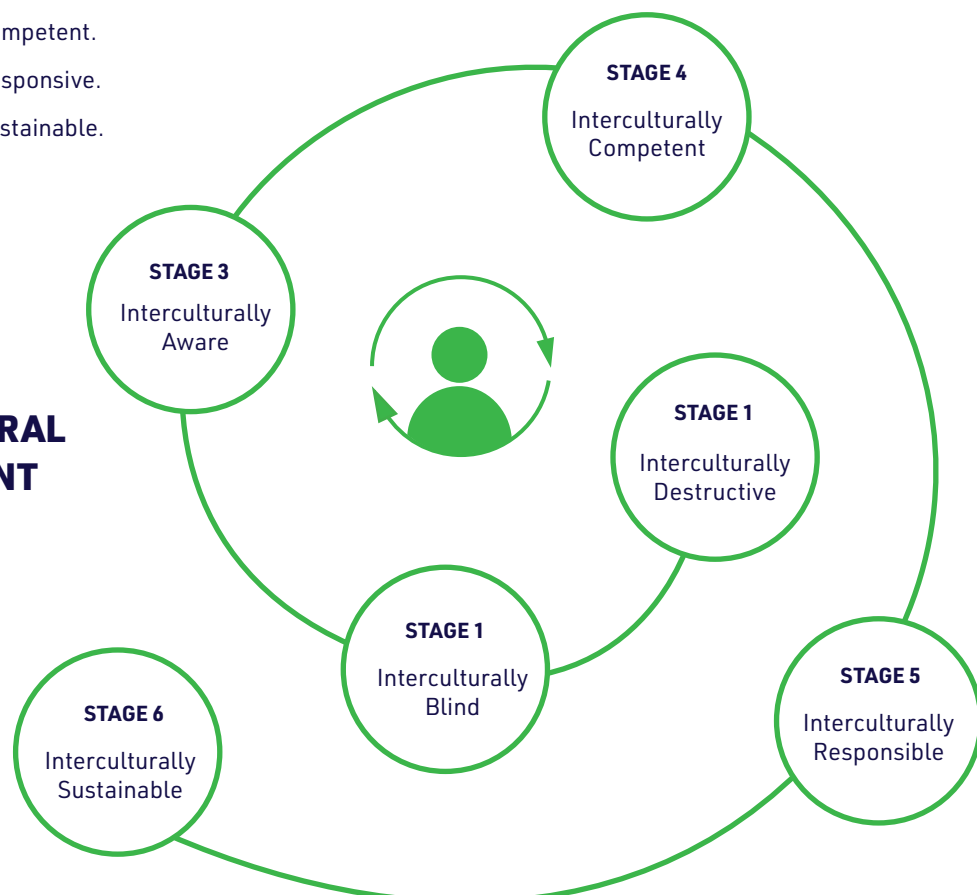 mpetent.
sponsive.
stainable.
STAGE 4
Interculturally
Competent
STAGE 3
Interculturally
Aware
RAL
NT
STAGE 1
Interculturally
Destructive
STAGE 1
Interculturally
Blind
STAGE 5
Interculturally
Responsible
STAGE 6
Interculturally
Sustainable